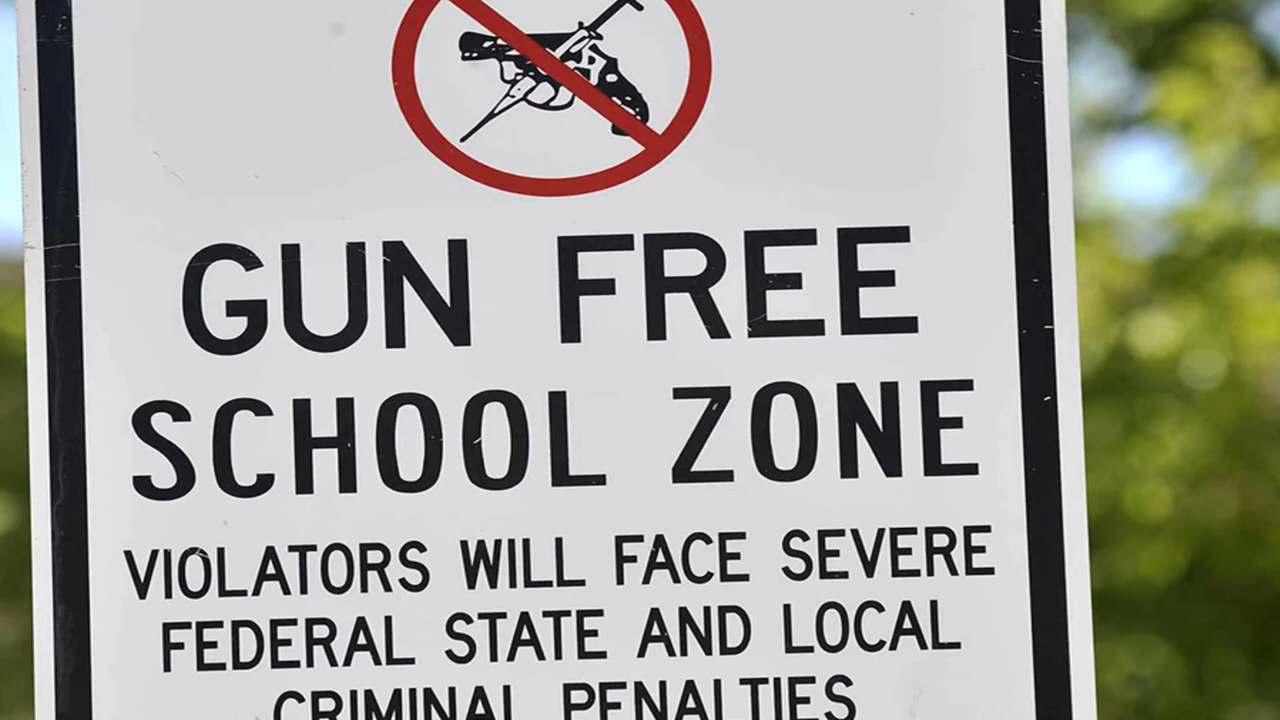 GUN FREE
SCHOOL ZONE
VIOLATORS WILL FACE SEVERE
FEDERAL STATE AND LOCAL
CRIMINAL PENALTIES